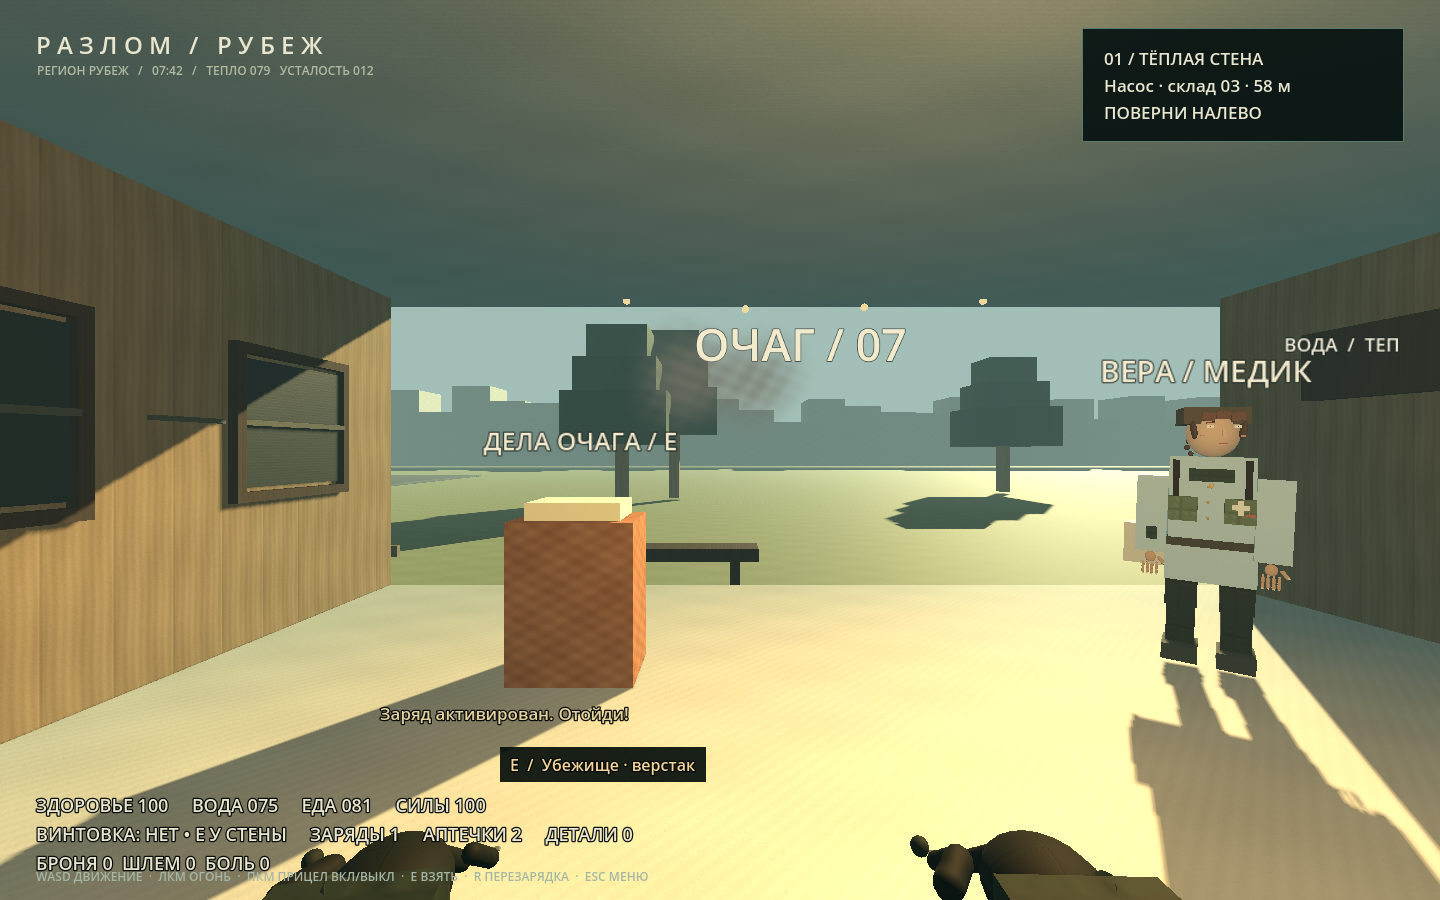 РАЗЛОМ / РУБЕЖ
РЕГИОН РУБЕЖ / 07:42 / ТЕПЛО 079 УСТАЛОСТЬ 012
01 / ТЁПЛАЯ СТЕНА
Насос · склад 03 · 58 м
ПОВЕРНИ НАЛЕВО
ОЧАГ / 07
ВОДА / ТЕП
ВЕРА / МЕДИК
ДЕЛА ОЧАГА / Е
Заряд активирован. Отойди!
E / Убежище · верстак
ЗДОРОВЬЕ 100 ВОДА 075 ЕДА 081 СИЛЫ 100
ВИНТОВКА: НЕТ • Е У СТЕНЫ ЗАРЯДЫ 1 АПТЕЧКИ 2 ДЕТАЛИ 0
БРОНЯ 0 ШЛЕМ 0 БОЛЬ 0
WASD ДВИЖЕНИЕ · ЛКМ ОГОНЬ · ПКМ ПРИЦЕЛ ВКЛ/ВЫКЛ · E ВЗЯТЬ · R ПЕРЕЗАРЯДКА · ESC МЕНЮ